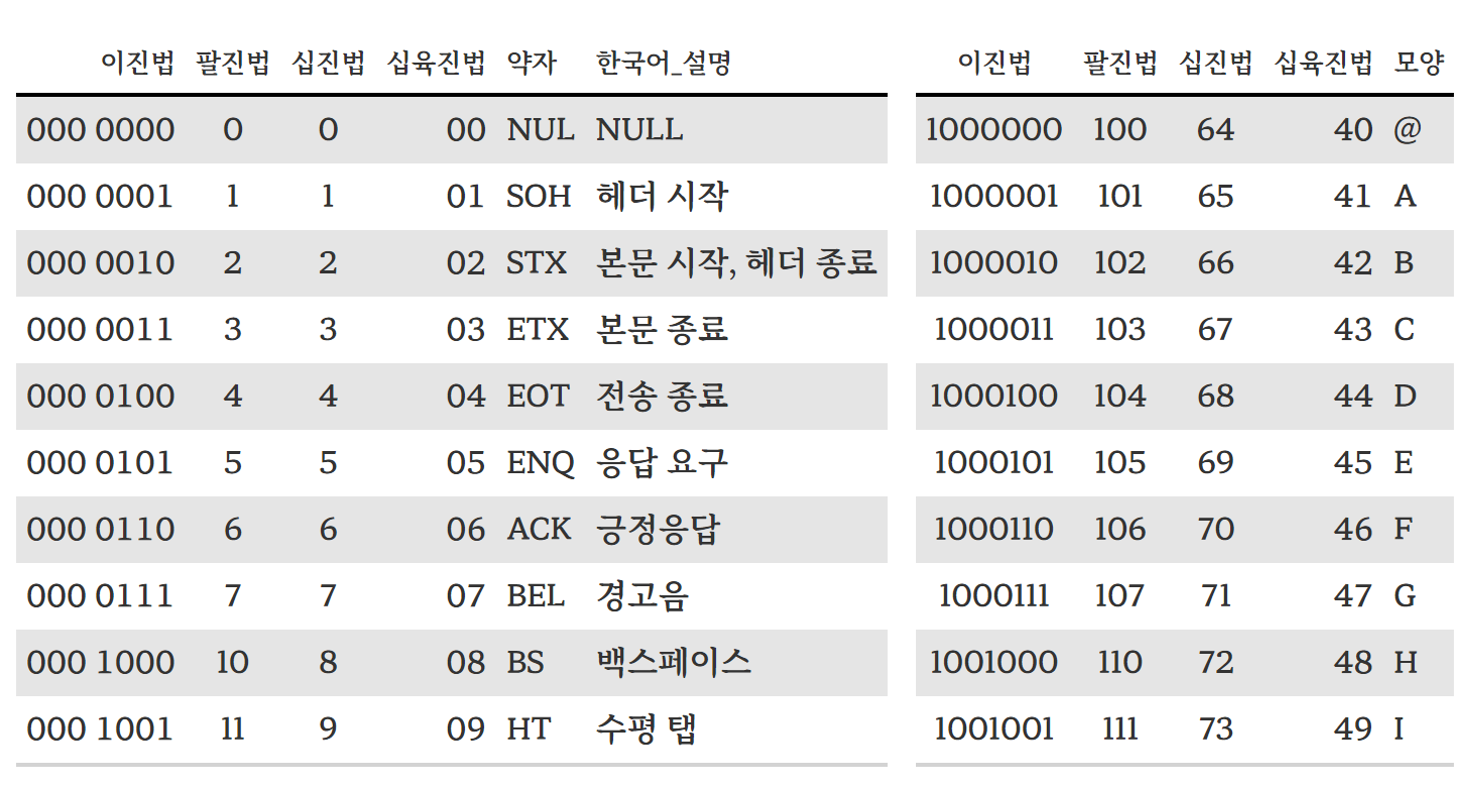 이진법 팔진법 십진법 십육진법 약자 한국어_설명
000 0000 0 0 00 NUL NULL
000 0001 1 1 01 SOH 헤더 시작
000 0010 2 2 02 STX 본문 시작, 헤더 종료
000 0011 3 3 03 ETX 본문 종료
000 0100 4 4 04 EOT 전송 종료
000 0101 5 5 05 ENQ 응답 요구
000 0110 6 6 06 ACK 긍정응답
000 0111 7 7 07 BEL 경고음
000 1000 10 8 08 BS 백스페이스
000 1001 11 9 09 HT 수평 탭
이진법 팔진법 십진법 십육진법 모양
1000000 100 64 40 @
1000001 101 65 41 A
1000010 102 66 42 B
1000011 103 67 43 C
1000100 104 68 44 D
1000101 105 69 45 E
1000110 106 70 46 F
1000111 107 71 47 G
1001000 110 72 48 H
1001001 111 73 49 I